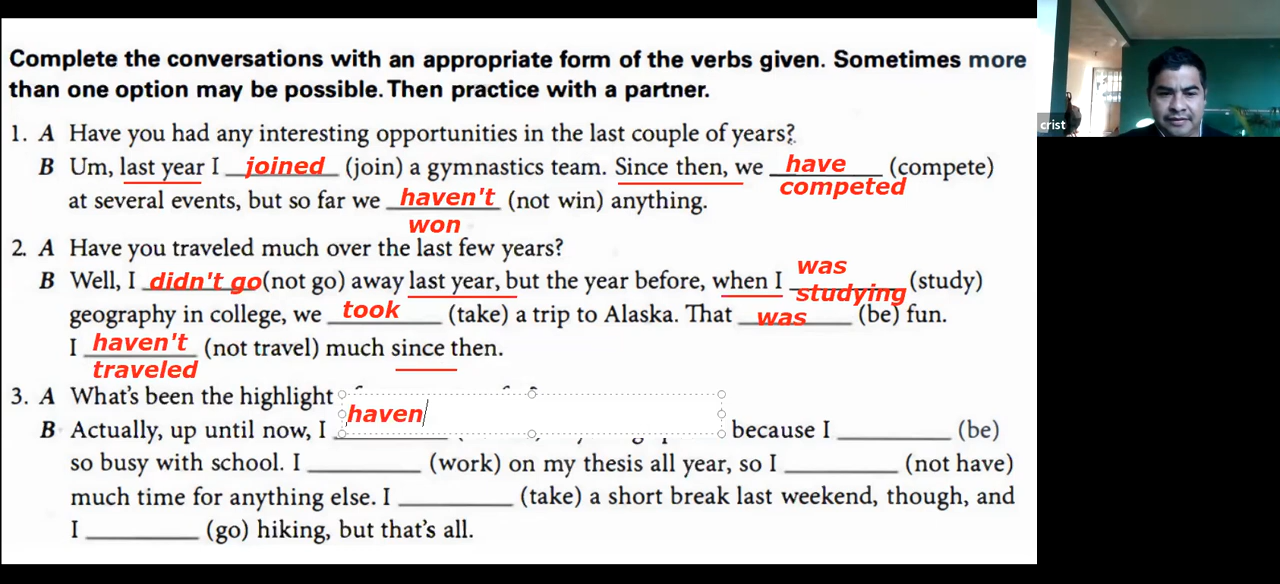 Complete the conversations with an appropriate form of the verbs given. Sometimes more
than one option may be possible. Then practice with a partner.
crist
1. A Have you had any interesting opportunities in the last couple of years?
B Um, last year I joined (join) a gymnastics team. Since then, we have competed (compete)
at several events, but so far we haven't won (not win) anything.
2. A Have you traveled much over the last few years?
B Well, I didn't go (not go) away last year, but the year before, when I was studying (study)
geography in college, we took (take) a trip to Alaska. That was (be) fun.
I haven't traveled (not travel) much since then.
3. A What's been the highlight
B Actually, up until now, I haven because I ________ (be)
so busy with school. I ________ (work) on my thesis all year, so I ________ (not have)
much time for anything else. I ________ (take) a short break last weekend, though, and
I ________ (go) hiking, but that's all.